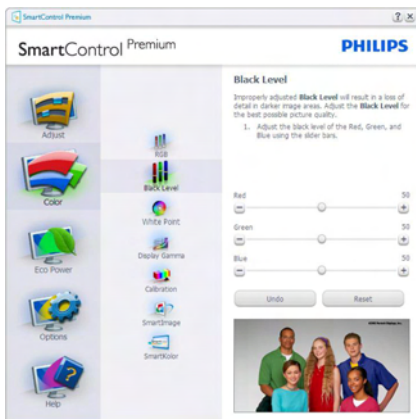 SmartControl Premium
SmartControl Premium
PHILIPS
Adjust
Color
Eco Power
Options
Help
RGB
Black Level
White Point
Display Gamma
Calibration
SmartImage
SmartKolor
Black Level
Improperly adjusted Black Level will result in a loss of
detail in darker image areas. Adjust the Black Level for
the best possible picture quality.
1. Adjust the black level of the Red, Green, and
Blue using the slider bars.
Red 50
Green 50
Blue 50
Undo Reset